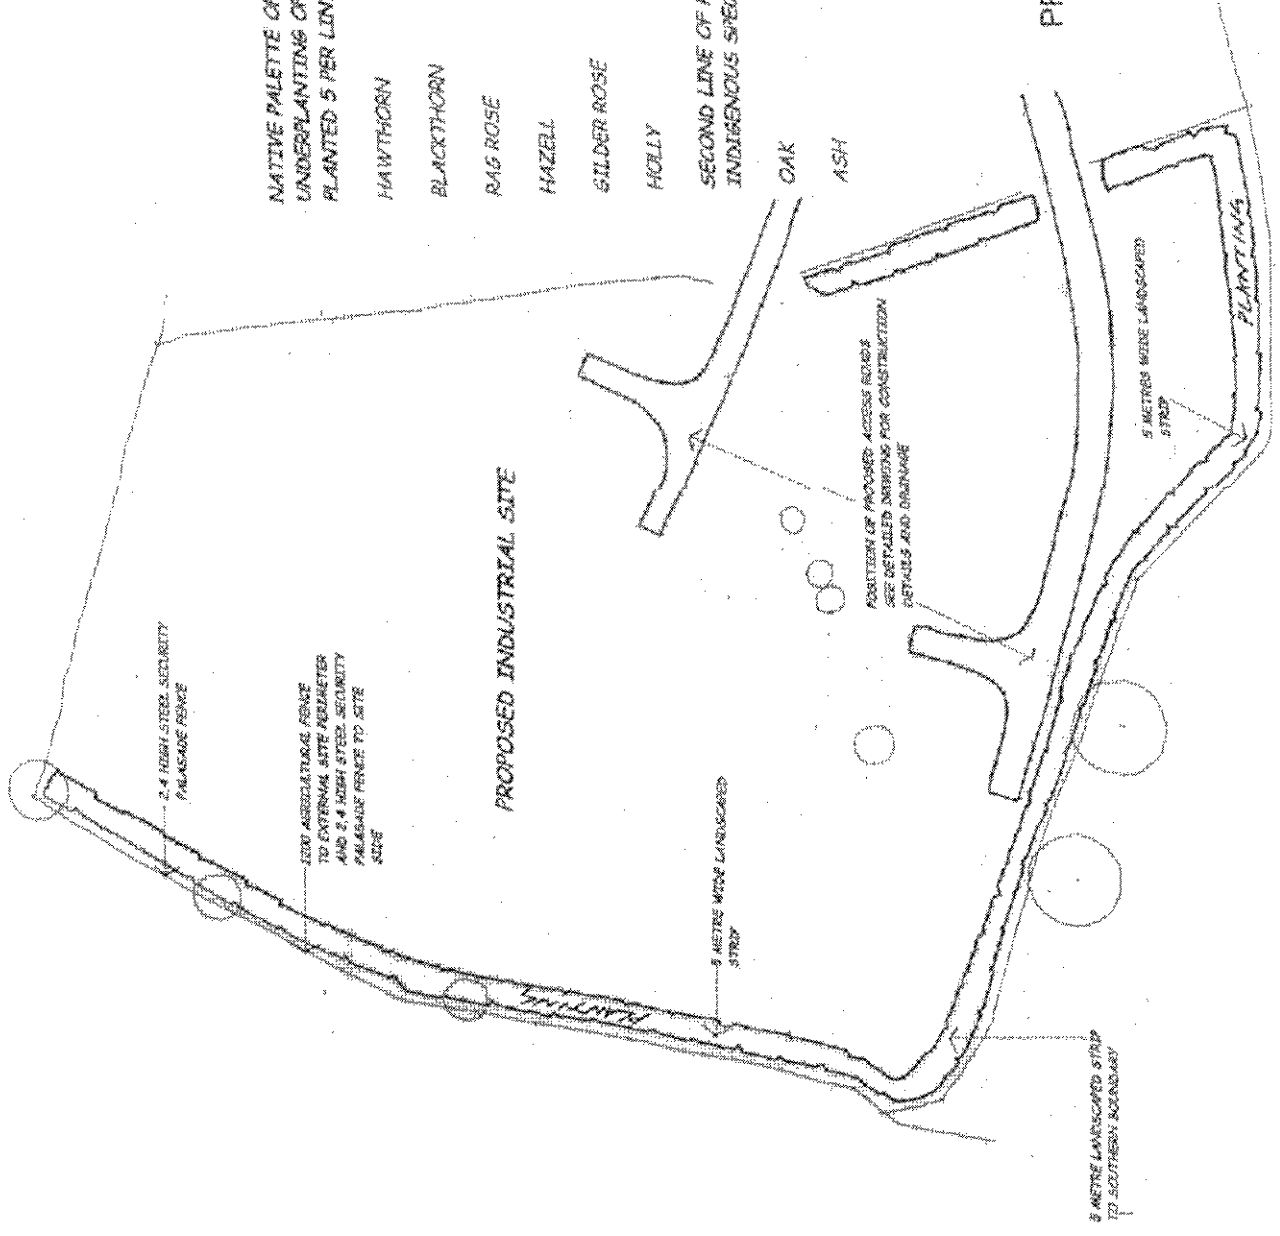 NATIVE PALETTE OF
UNDERPLANTING OF
PLANTED 5 PER LIN
HAWTHORN
BLACKTHORN
RAG ROSE
HAZELL
GILDER ROSE
HOLLY
SECOND LINE OF
INDIGENOUS SPEC
OAK
ASH
2.4 HIGH STEEL SECURITY
PALASADE FENCE
1200 AGRICULTURAL FENCE
TO EXTERNAL SITE PERIMETER
AND 2.4 HIGH STEEL SECURITY
PALASADE FENCE TO SITE
SIDE
PROPOSED INDUSTRIAL SITE
PLANTING
5 METRE WIDE LANDSCAPED
STRIP
POSITION OF PROPOSED ACCESS ROADS
SEE DETAILED DRAWING FOR CONSTRUCTION
DETAILS AND DRAINAGE
5 METRES WIDE LANDSCAPED
STRIP
PLANTING
5 METRE LANDSCAPED STRIP
TO SOUTHERN BOUNDARY